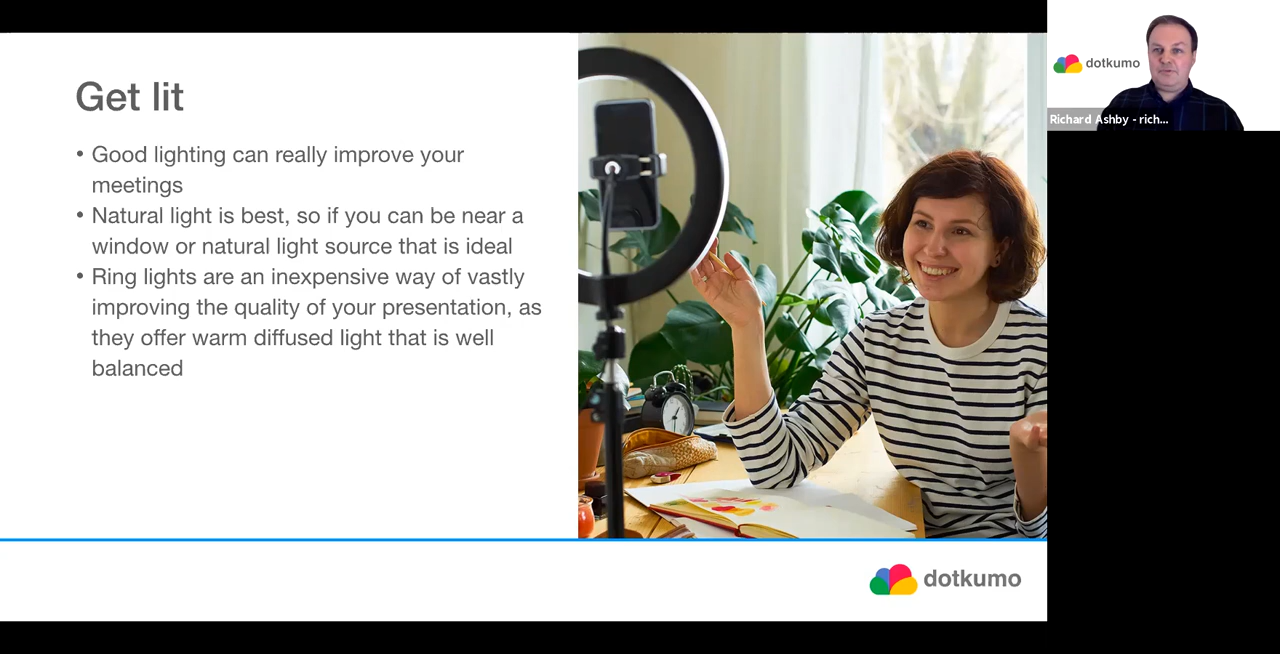 Get lit
• Good lighting can really improve your
meetings
• Natural light is best, so if you can be near a
window or natural light source that is ideal
• Ring lights are an inexpensive way of vastly
improving the quality of your presentation, as
they offer warm diffused light that is well
balanced
dotkumo
dotkumo
Richard Ashby - rich...